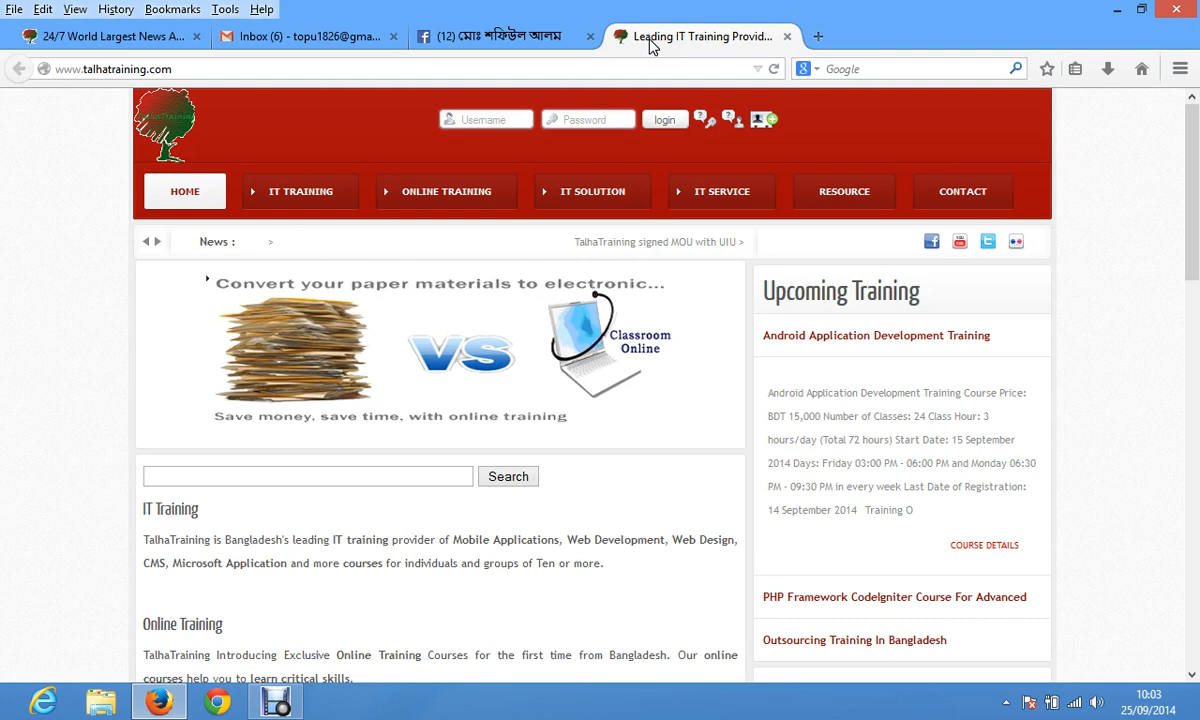 File Edit View History Bookmarks Tools Help
24/7 World Largest News A... Inbox (6) - topu1826@gma... (12) মোঃ শফিউল আলম Leading IT Training Provid...
www.talhatraining.com Google
TalhaTraining
Username Password login
HOME IT TRAINING ONLINE TRAINING IT SOLUTION IT SERVICE RESOURCE CONTACT
News : > TalhaTraining signed MOU with UIU >
Convert your paper materials to electronic...
VS
Classroom
Online
Save money, save time, with online training
Search
IT Training
TalhaTraining is Bangladesh's leading IT training provider of Mobile Applications, Web Development, Web Design,
CMS, Microsoft Application and more courses for individuals and groups of Ten or more.
Online Training
TalhaTraining Introducing Exclusive Online Training Courses for the first time from Bangladesh. Our online
courses help you to learn critical skills.
Upcoming Training
Android Application Development Training
Android Application Development Training Course Price:
BDT 15,000 Number of Classes: 24 Class Hour: 3
hours/day (Total 72 hours) Start Date: 15 September
2014 Days: Friday 03:00 PM - 06:00 PM and Monday 06:30
PM - 09:30 PM in every week Last Date of Registration:
14 September 2014 Training O
COURSE DETAILS
PHP Framework CodeIgniter Course For Advanced
Outsourcing Training In Bangladesh
10:03
25/09/2014